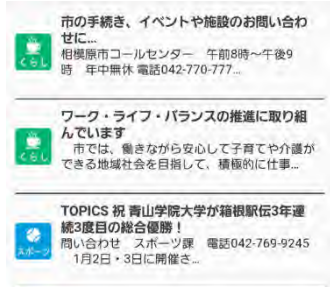 市の手続き、イベントや施設のお問い合わ
せに...
相模原市コールセンター　午前8時～午後9
時　年中無休 電話042-770-777...
くらし
ワーク・ライフ・バランスの推進に取り組
んでいます
　市では、働きながら安心して子育てや介護が
できる地域社会を目指して、積極的に仕事...
くらし
TOPICS 祝 青山学院大学が箱根駅伝3年連
続3度目の総合優勝！
問い合わせ　スポーツ課　電話042-769-9245
　1月2日・3日に開催さ...
スポーツ